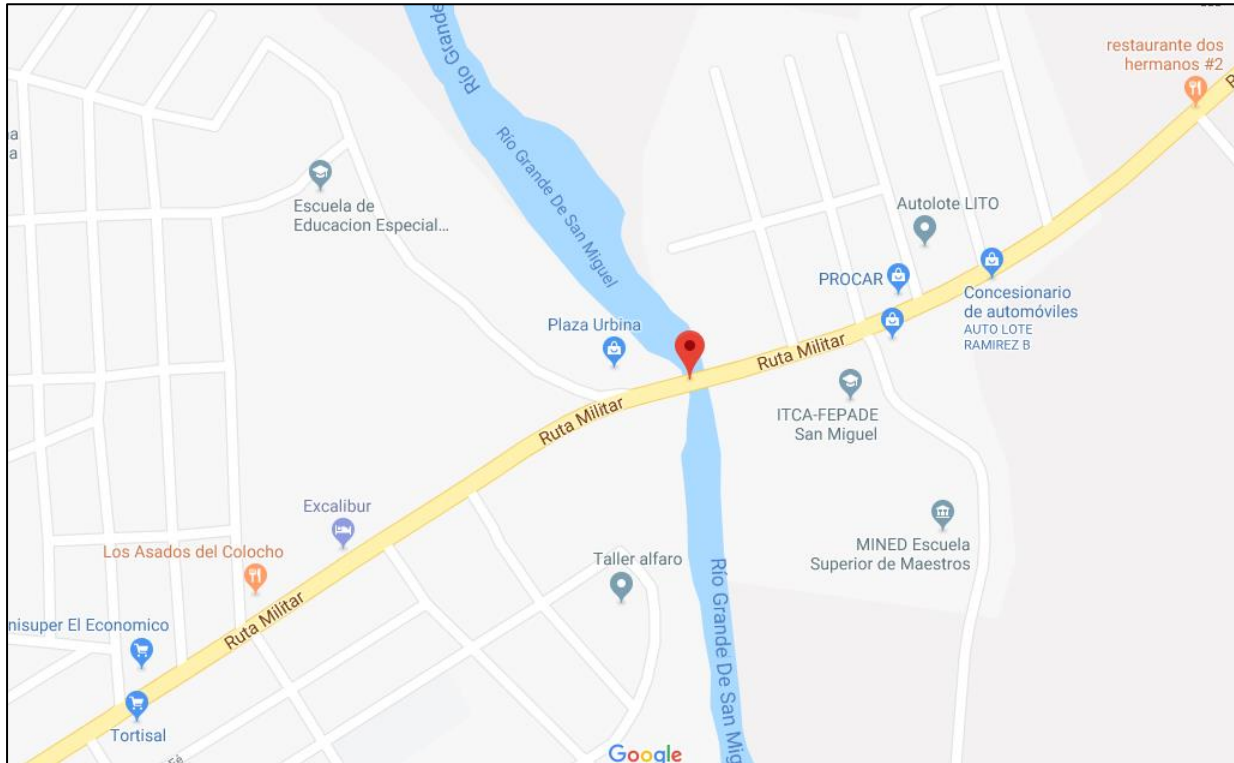 Río Grande
restaurante dos
hermanos #2
Río Grande De San Miguel
Escuela de
Educacion Especial...
Autolote LITO
PROCAR
Concesionario
de automóviles
AUTO LOTE
RAMIREZ B
Plaza Urbina
Ruta Militar
Ruta Militar
ITCA-FEPADE
San Miguel
Excalibur
Los Asados del Colocho
Taller alfaro
MINED Escuela
Superior de Maestros
Río Grande De San Mig
Ruta Militar
nisuper El Economico
Tortisal
Google